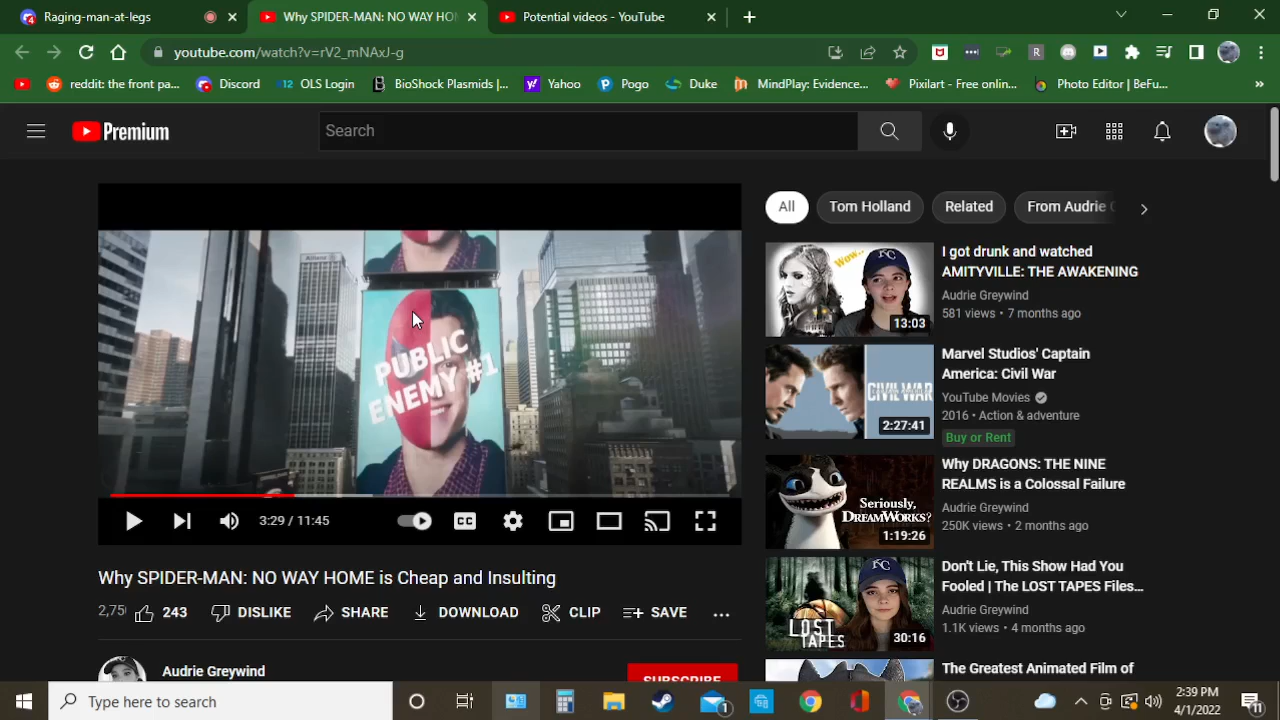 Raging-man-at-legs
Why SPIDER-MAN: NO WAY HO
Potential videos - YouTube
youtube.com/watch?v=rV2_mNAxJ-g
reddit: the front pa...
Discord
OLS Login
BioShock Plasmids |...
Yahoo
Pogo
Duke
MindPlay: Evidence...
Pixilart - Free onlin...
Photo Editor | BeFu...
Premium
Search
All
Tom Holland
Related
From Audrie G
PUBLIC
ENEMY #1
3:29 / 11:45
CC
Why SPIDER-MAN: NO WAY HOME is Cheap and Insulting
2,75
243
DISLIKE
SHARE
DOWNLOAD
CLIP
SAVE
Audrie Greywind
SUBSCRIBE
Wow..
13:03
I got drunk and watched
AMITYVILLE: THE AWAKENING
Audrie Greywind
581 views • 7 months ago
CIVIL WAR
2:27:41
Marvel Studios' Captain
America: Civil War
YouTube Movies
2016 • Action & adventure
Buy or Rent
Seriously,
DREAMWORKS?
1:19:26
Why DRAGONS: THE NINE
REALMS is a Colossal Failure
Audrie Greywind
250K views • 2 months ago
LOST
TAPES
30:16
Don't Lie, This Show Had You
Fooled | The LOST TAPES Files...
Audrie Greywind
1.1K views • 4 months ago
The Greatest Animated Film of
Type here to search
2:39 PM
4/1/2022